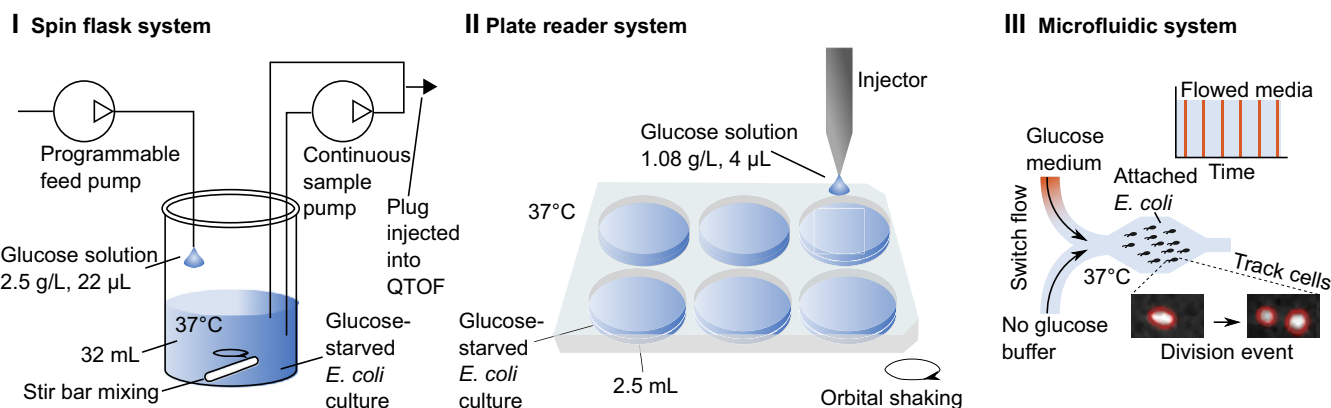 I Spin flask system
Programmable
feed pump
Continuous
sample
pump
Plug
injected
into
QTOF
Glucose solution
2.5 g/L, 22 µL
37°C
32 mL
Stir bar mixing
Glucose-
starved
E. coli
culture
II Plate reader system
Injector
Glucose solution
1.08 g/L, 4 µL
37°C
Glucose-
starved
E. coli
culture
2.5 mL
Orbital shaking
III Microfluidic system
Flowed media
Time
Glucose
medium
Attached
E. coli
Switch flow
37°C
Track cells
No glucose
buffer
Division event